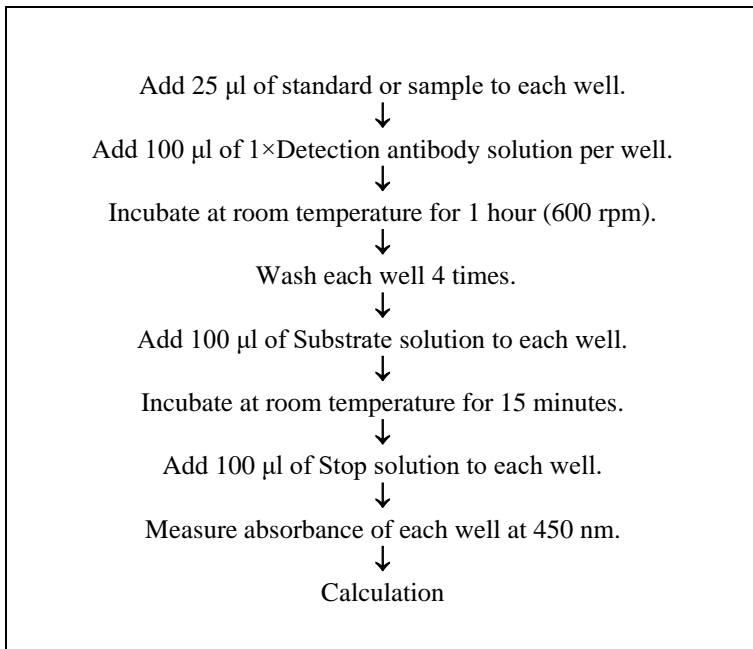 Add 25 μl of standard or sample to each well.
↓
Add 100 μl of 1×Detection antibody solution per well.
↓
Incubate at room temperature for 1 hour (600 rpm).
↓
Wash each well 4 times.
↓
Add 100 μl of Substrate solution to each well.
↓
Incubate at room temperature for 15 minutes.
↓
Add 100 μl of Stop solution to each well.
↓
Measure absorbance of each well at 450 nm.
↓
Calculation